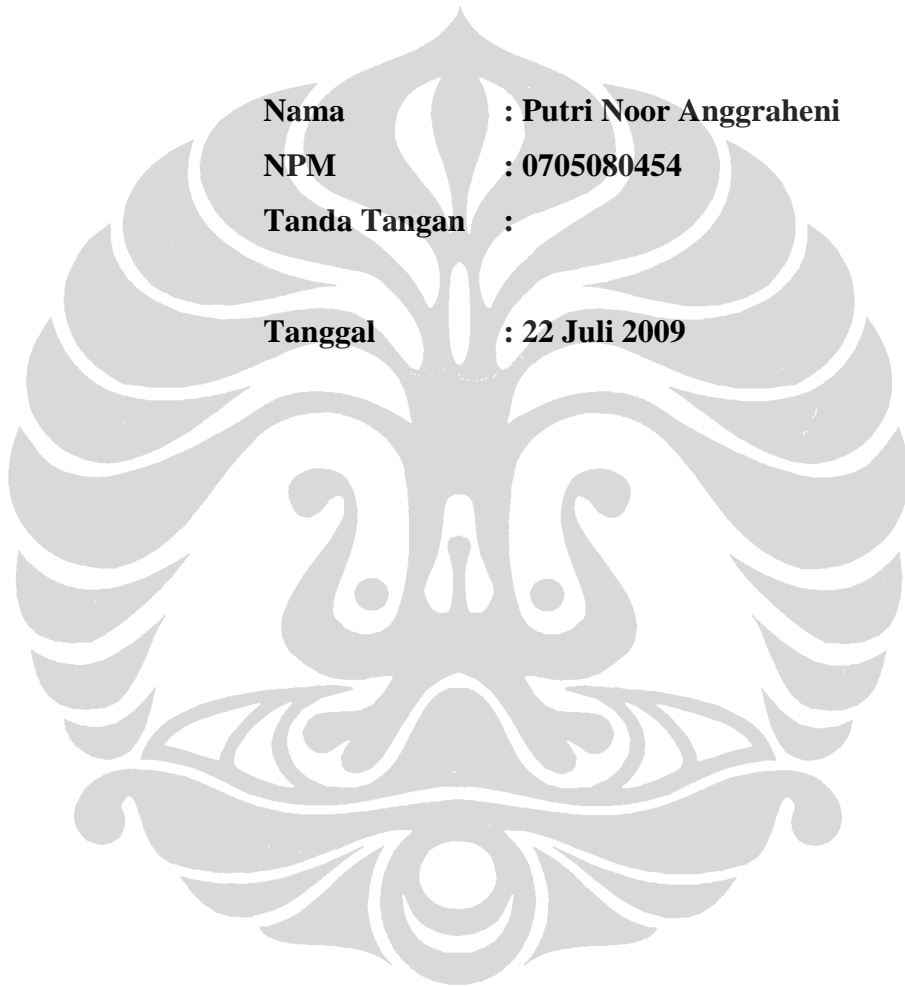 Nama : Putri Noor Anggraheni
NPM : 0705080454
Tanda Tangan :
Tanggal : 22 Juli 2009